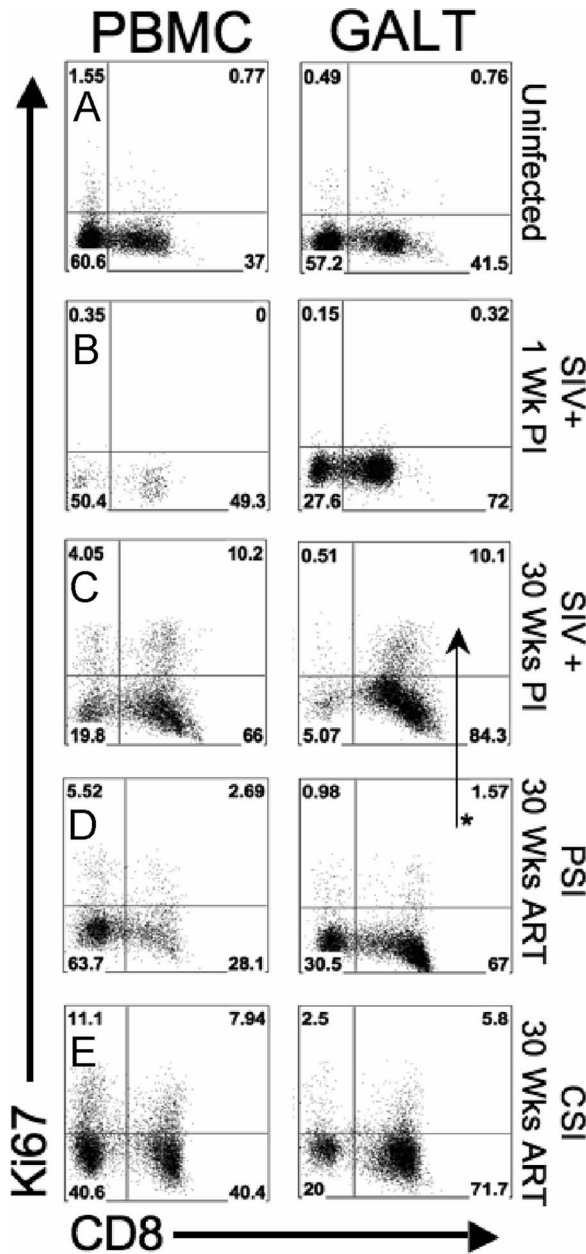 PBMC GALT
1.55 0.77 0.49 0.76
A
60.6 37 57.2 41.5
Uninfected
0.35 0 0.15 0.32
B
50.4 49.3 27.6 72
SIV+
1 Wk PI
4.05 10.2 0.51 10.1
C
19.8 66 5.07 84.3
SIV +
30 Wks PI
5.52 2.69 0.98 1.57
*
D
63.7 28.1 30.5 67
PSI
30 Wks ART
11.1 7.94 2.5 5.8
E
40.6 40.4 20 71.7
CSI
30 Wks ART
Ki67
CD8